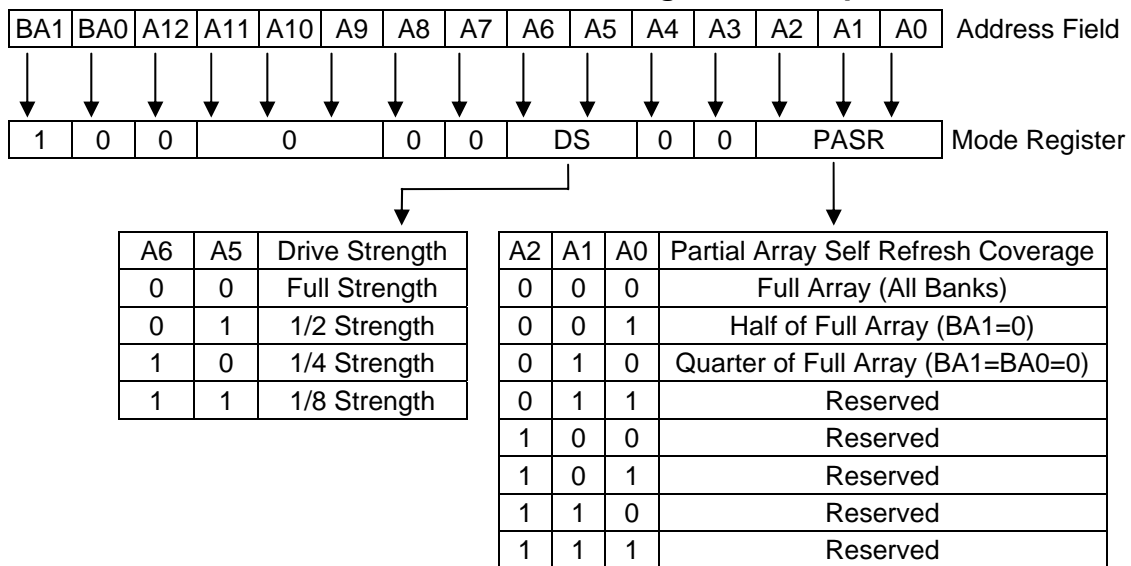 BA1 BA0 A12 A11 A10 A9 A8 A7 A6 A5 A4 A3 A2 A1 A0 Address Field
1 0 0 0 0 0 DS 0 0 PASR Mode Register
A6 A5 Drive Strength
0 0 Full Strength
0 1 1/2 Strength
1 0 1/4 Strength
1 1 1/8 Strength
A2 A1 A0 Partial Array Self Refresh Coverage
0 0 0 Full Array (All Banks)
0 0 1 Half of Full Array (BA1=0)
0 1 0 Quarter of Full Array (BA1=BA0=0)
0 1 1 Reserved
1 0 0 Reserved
1 0 1 Reserved
1 1 0 Reserved
1 1 1 Reserved